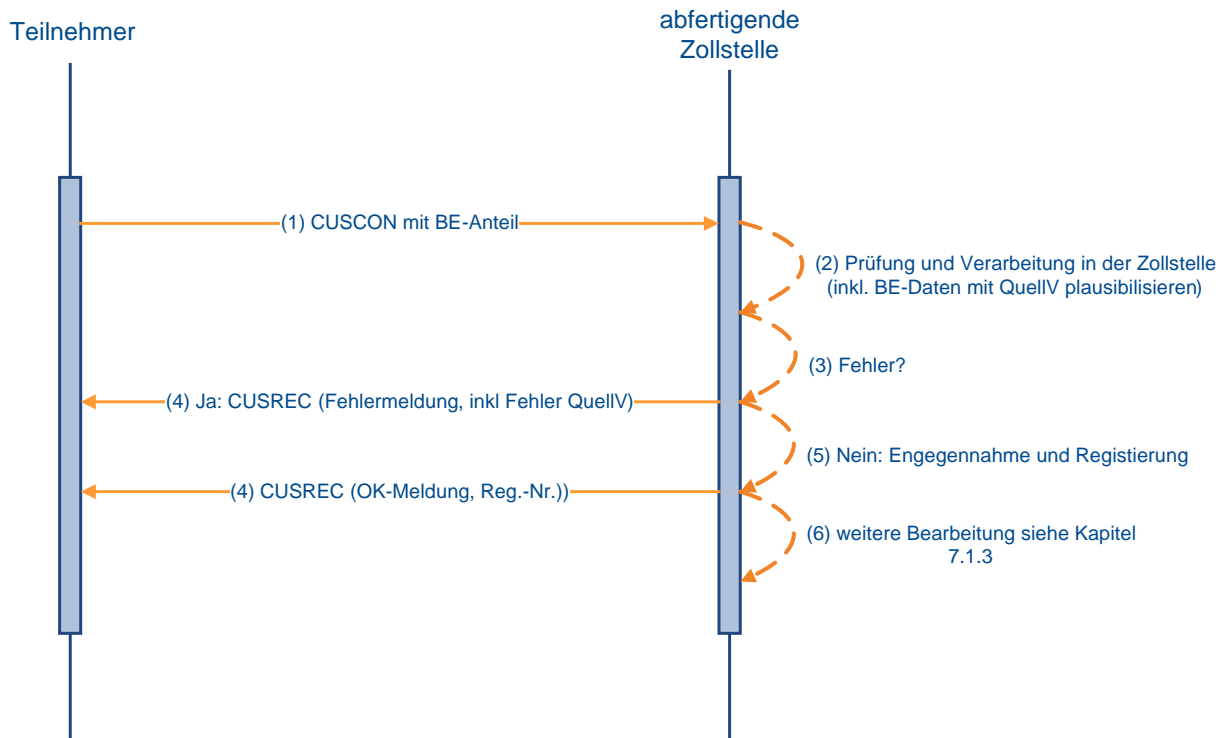 Teilnehmer
abfertigende
Zollstelle
(1) CUSCON mit BE-Anteil
(2) Prüfung und Verarbeitung in der Zollstelle
(inkl. BE-Daten mit QuellV plausibilisieren)
(3) Fehler?
(4) Ja: CUSREC (Fehlermeldung, inkl Fehler QuellV)
(5) Nein: Engegennahme und Registierung
(4) CUSREC (OK-Meldung, Reg.-Nr.))
(6) weitere Bearbeitung siehe Kapitel
7.1.3